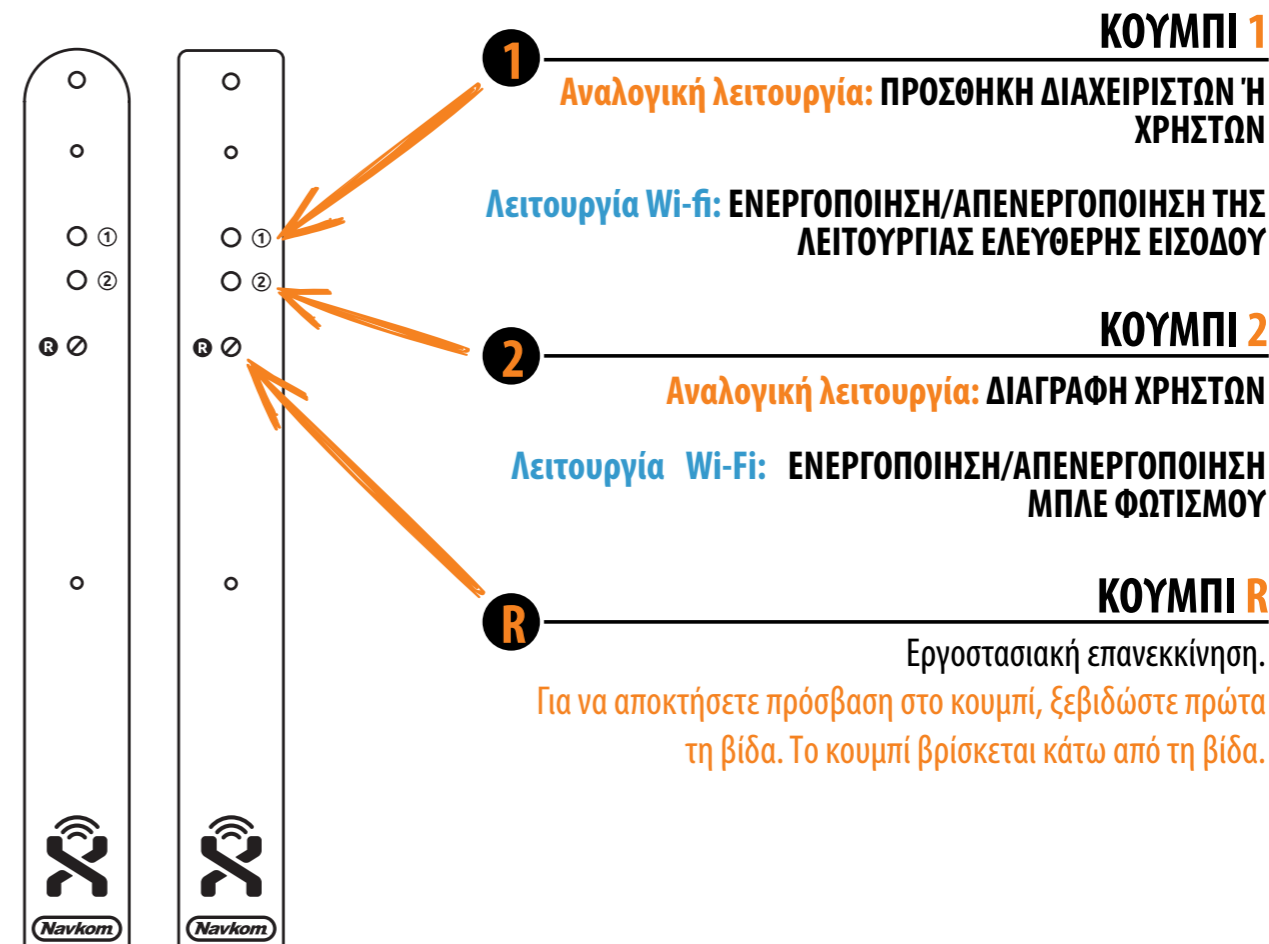 ΚΟΥΜΠΙ 1
1
Αναλογική λειτουργία: ΠΡΟΣΘΗΚΗ ΔΙΑΧΕΙΡΙΣΤΩΝ Ή
ΧΡΗΣΤΩΝ
Λειτουργία Wi-fi: ΕΝΕΡΓΟΠΟΙΗΣΗ/ΑΠΕΝΕΡΓΟΠΟΙΗΣΗ ΤΗΣ
ΛΕΙΤΟΥΡΓΙΑΣ ΕΛΕΥΘΕΡΗΣ ΕΙΣΟΔΟΥ
ΚΟΥΜΠΙ 2
2
Αναλογική λειτουργία: ΔΙΑΓΡΑΦΗ ΧΡΗΣΤΩΝ
Λειτουργία Wi-Fi: ΕΝΕΡΓΟΠΟΙΗΣΗ/ΑΠΕΝΕΡΓΟΠΟΙΗΣΗ
ΜΠΛΕ ΦΩΤΙΣΜΟΥ
ΚΟΥΜΠΙ R
R
Εργοστασιακή επανεκκίνηση.
Για να αποκτήσετε πρόσβαση στο κουμπί, ξεβιδώστε πρώτα
τη βίδα. Το κουμπί βρίσκεται κάτω από τη βίδα.
① ①
② ②
R R
Navkom Navkom